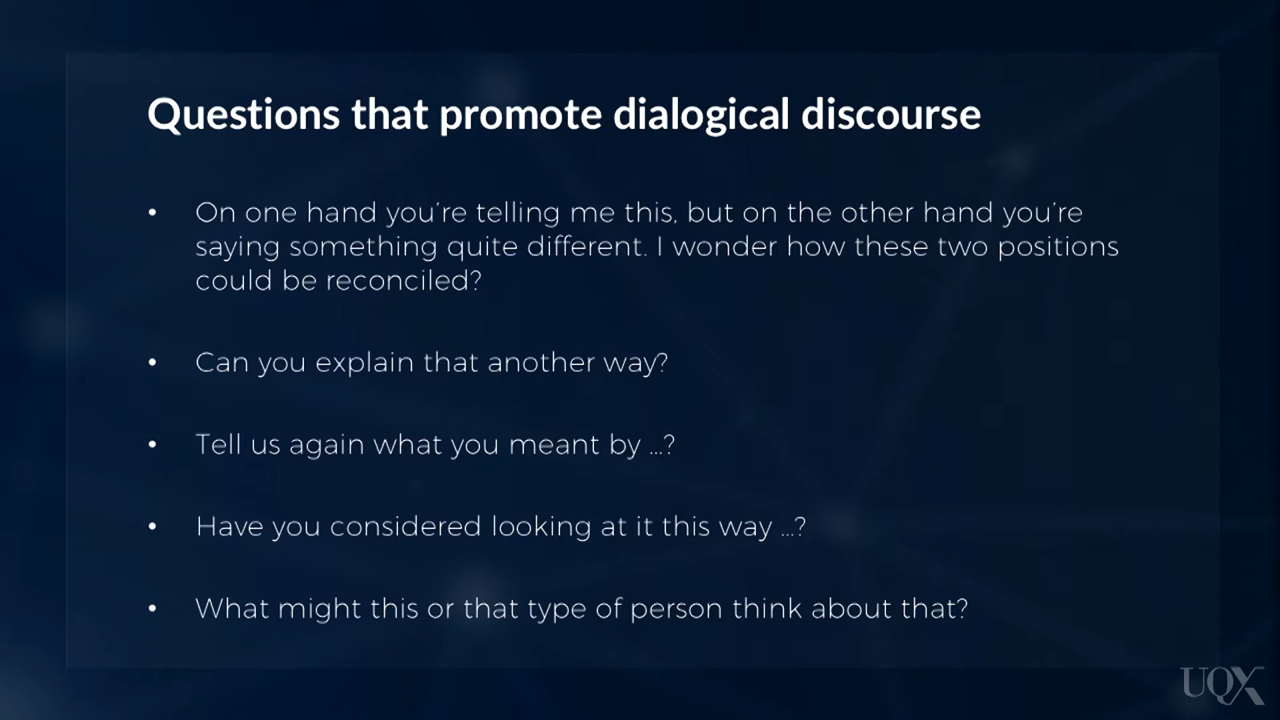 Questions that promote dialogical discourse
• On one hand you're telling me this, but on the other hand you're
saying something quite different. I wonder how these two positions
could be reconciled?
• Can you explain that another way?
• Tell us again what you meant by ...?
• Have you considered looking at it this way ...?
• What might this or that type of person think about that?
UQX